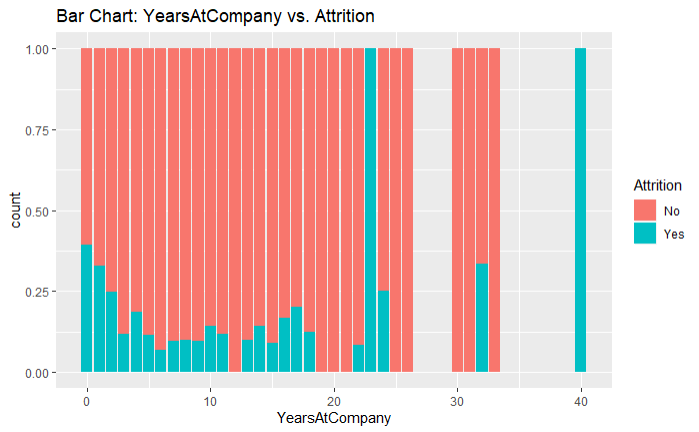 Bar Chart: YearsAtCompany vs. Attrition
1.00
0.75
0.50
0.25
0.00
count
0
10
20
30
40
YearsAtCompany
Attrition
No
Yes